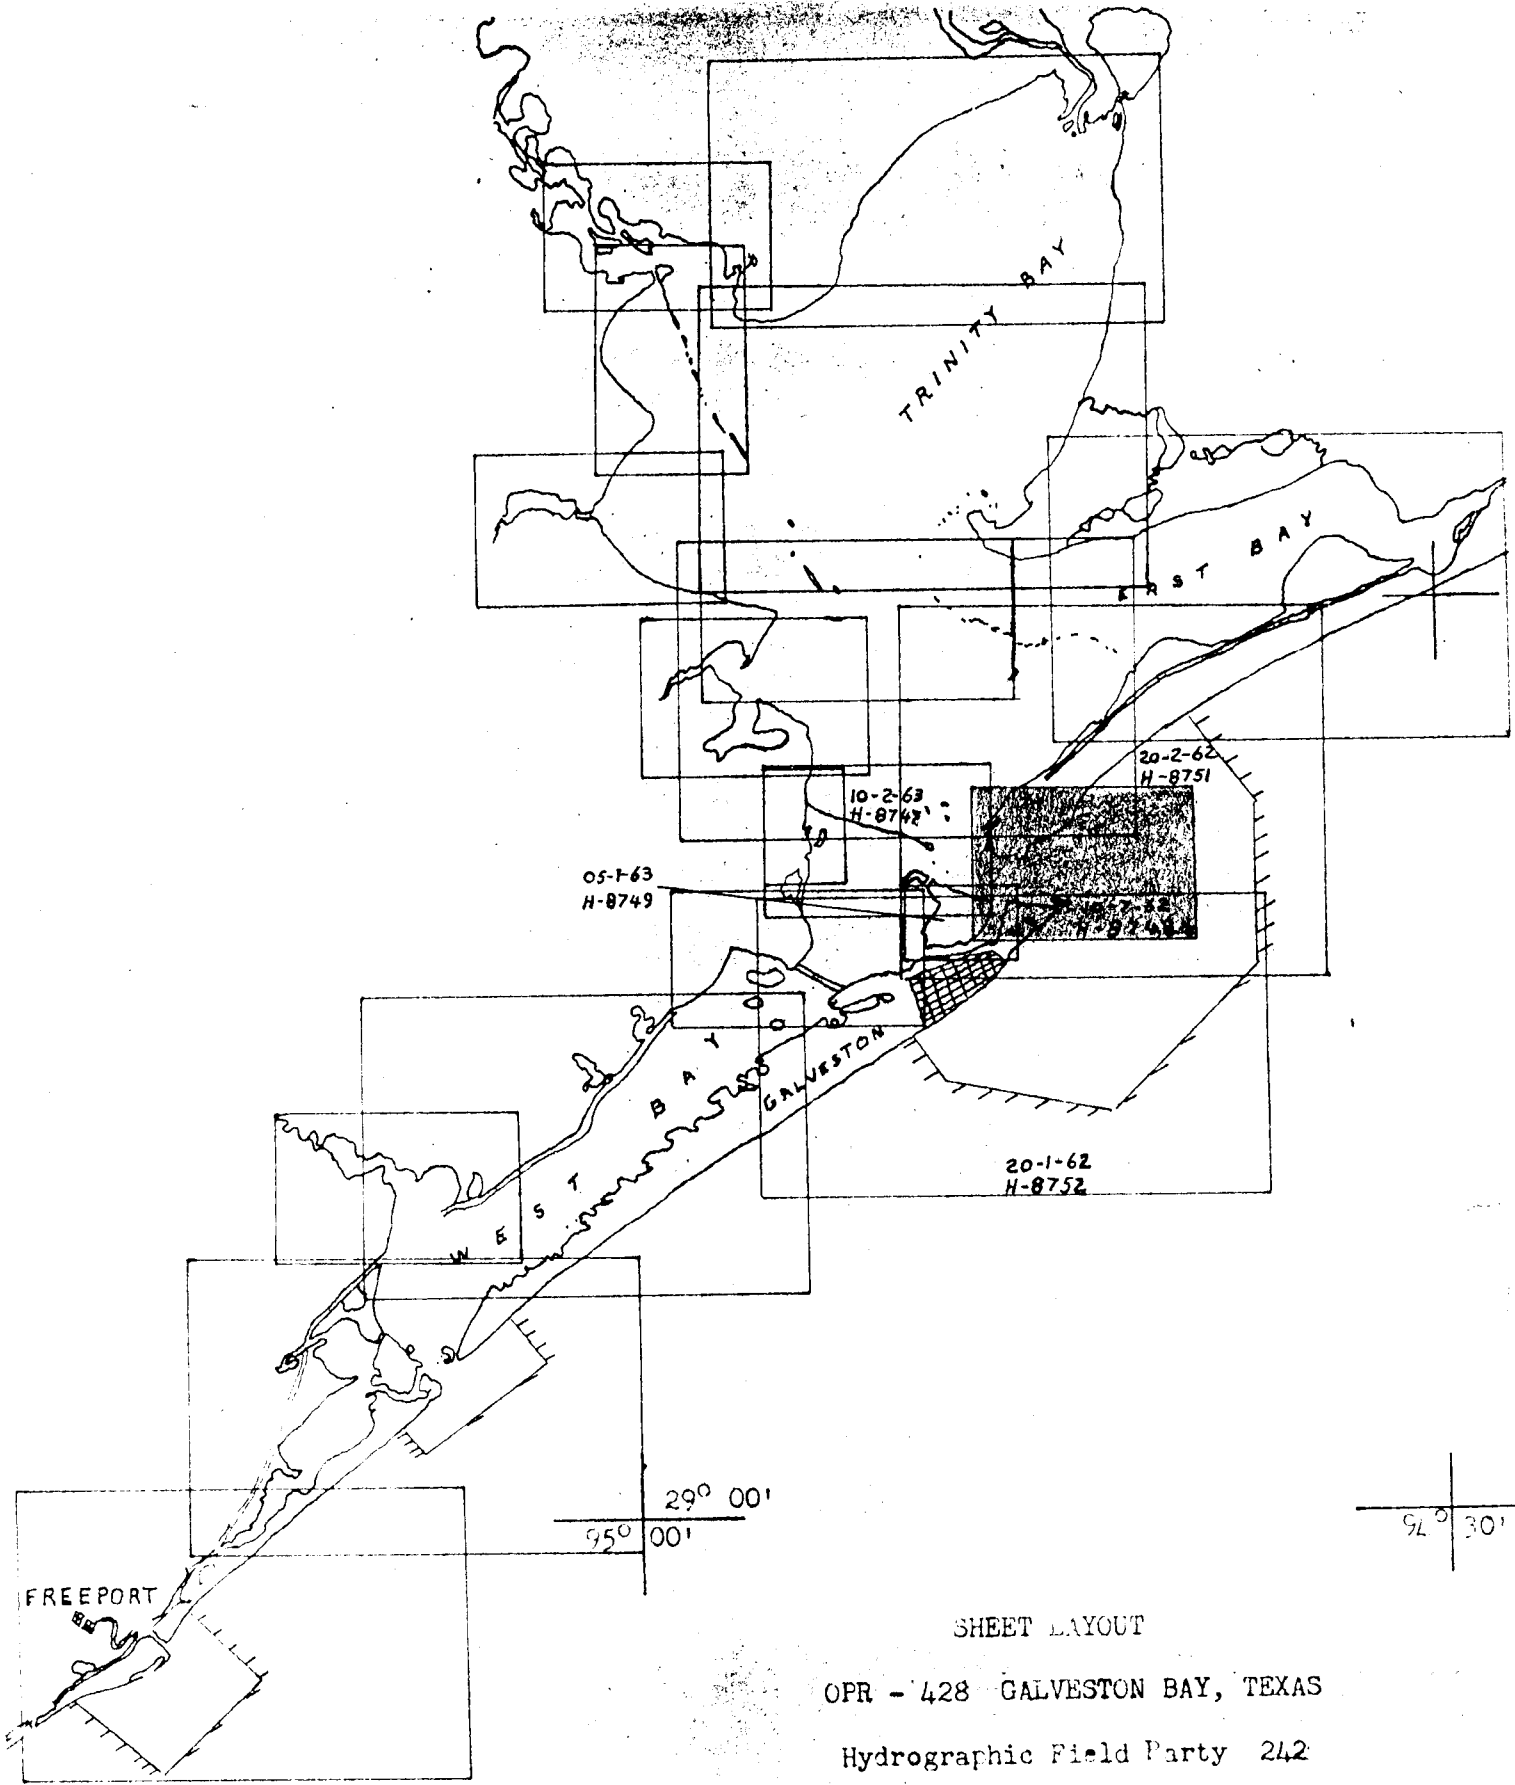 TRINITY BAY
EAST BAY
20-2-62
H-8751
10-2-63
05-1-63
H-8749
GALVESTON
WEST BAY
20-1-62
H-8752
29° 00'
95° 00'
30'
FREEPORT
SHEET LAYOUT
OPR - 428 GALVESTON BAY, TEXAS
Hydrographic Field Party 242